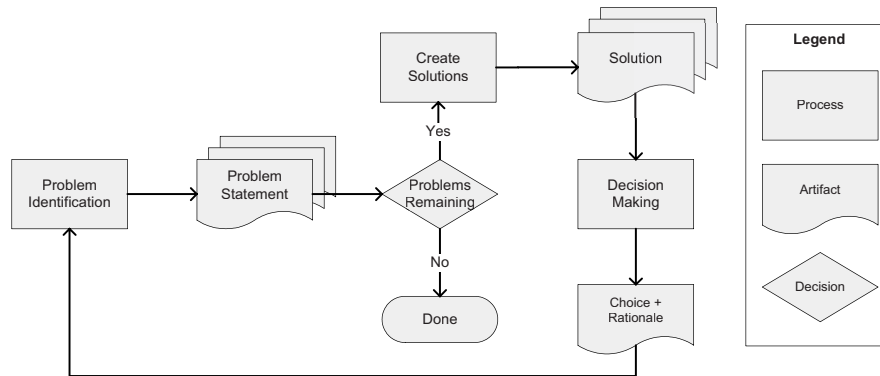 Problem
Identification
Problem
Statement
Problems
Remaining
Yes
No
Done
Create
Solutions
Solution
Decision
Making
Choice +
Rationale
Legend
Process
Artifact
Decision